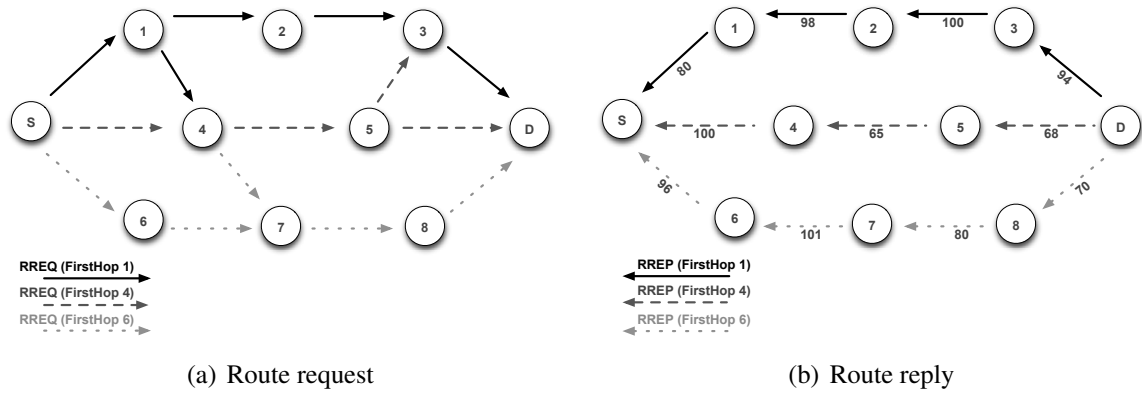 1
2
3
S
4
5
D
6
7
8
RREQ (FirstHop 1)
RREQ (FirstHop 4)
RREQ (FirstHop 6)
(a) Route request
1
98
2
100
3
80
94
S
100
4
65
5
68
D
96
70
6
101
7
80
8
RREP (FirstHop 1)
RREP (FirstHop 4)
RREP (FirstHop 6)
(b) Route reply